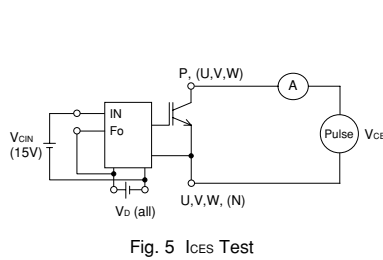 P, (U,V,W)
A
IN
Fo
VCIN
(15V)
Pulse
VCE
U,V,W, (N)
VD (all)
Fig. 5 ICES Test